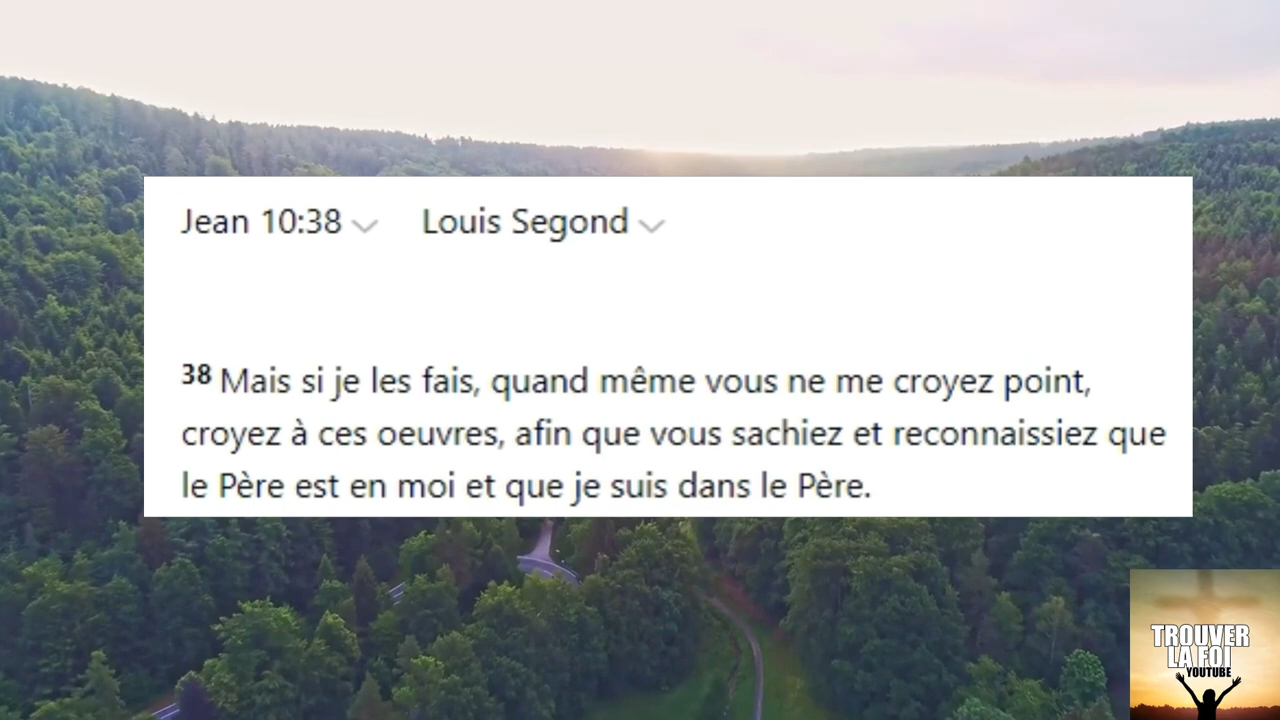 Jean 10:38 Louis Segond
38 Mais si je les fais, quand même vous ne me croyez point,
croyez à ces oeuvres, afin que vous sachiez et reconnaissiez que
le Père est en moi et que je suis dans le Père.
TROUVER
LA FOI
YOUTUBE